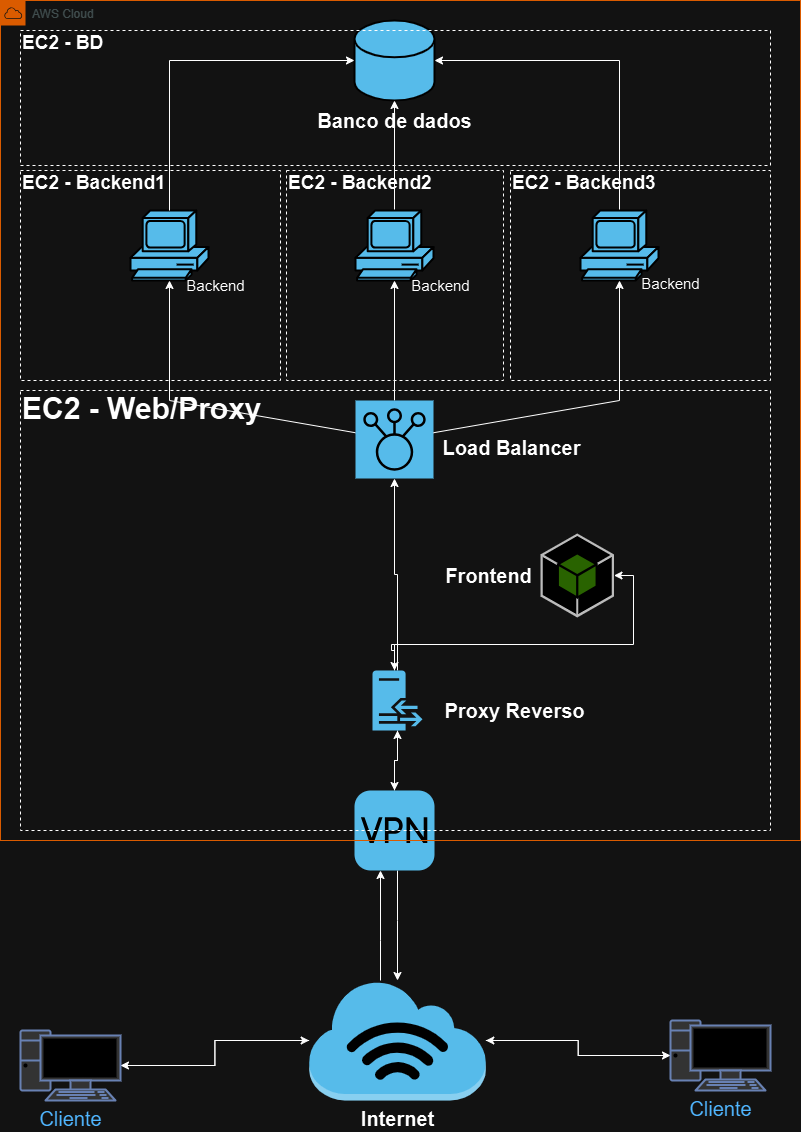 AWS Cloud
EC2 - BD
Banco de dados
EC2 - Backend1
EC2 - Backend2
EC2 - Backend3
Backend
Backend
Backend
EC2 - Web/Proxy
Load Balancer
Frontend
Proxy Reverso
VPN
Cliente
Internet
Cliente